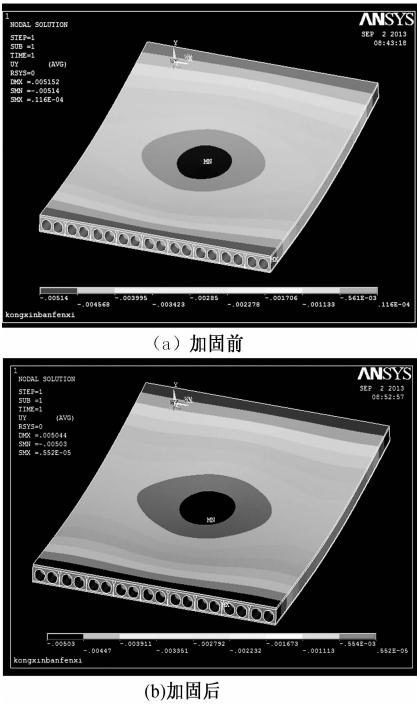 1
NODAL SOLUTION
STEP=1
SUB =1
TIME=1
UY (AVG)
RSYS=0
DMX =.005152
SMN =-.00514
SMX =.116E-04
ANSYS
SEP 2 2013
08:43:18
Y
MN
MX
-.00514 -.003995 -.00285 -.001706 -.561E-03
-.004568 -.003423 -.002278 -.001133 .116E-04
kongxinbanfenxi
（a）加固前
1
NODAL SOLUTION
STEP=1
SUB =1
TIME=1
UY (AVG)
RSYS=0
DMX =.005044
SMN =-.00503
SMX =.552E-05
ANSYS
SEP 2 2013
08:52:57
Y
MN
-.00503 -.003911 -.002792 -.001673 -.554E-03
-.00447 -.003351 -.002232 -.001113 .552E-05
kongxinbanfenxi
(b)加固后